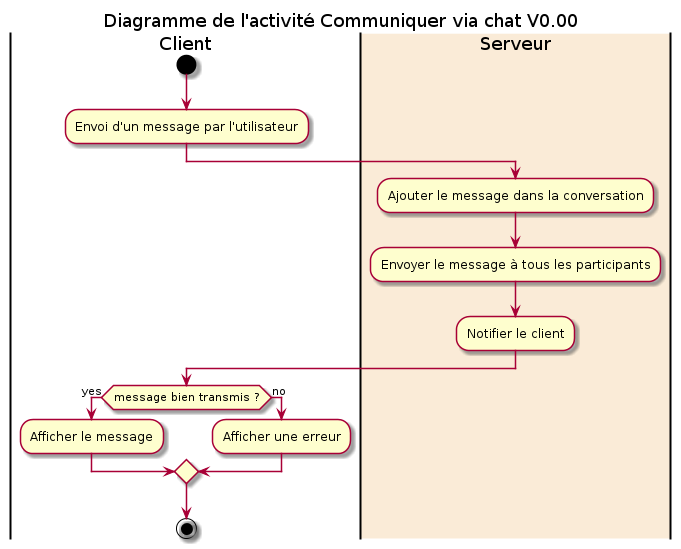 Diagramme de l'activité Communiquer via chat V0.00
Client
Serveur
Envoi d'un message par l'utilisateur
Ajouter le message dans la conversation
Envoyer le message à tous les participants
Notifier le client
yes
message bien transmis ?
no
Afficher le message
Afficher une erreur